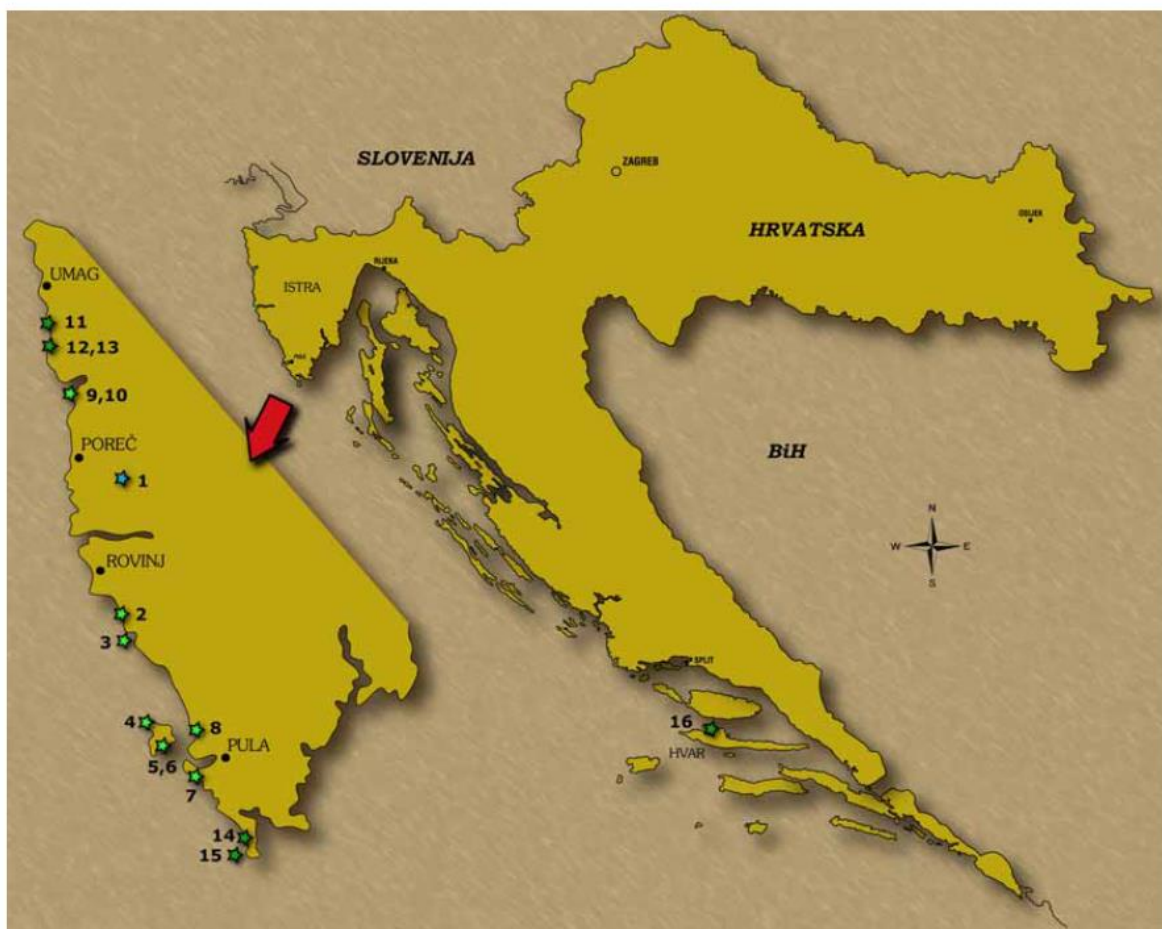 SLOVENIJA
ZAGREB
OSIJEK
HRVATSKA
RIJEKA
ISTRA
UMAG
11
12,13
9,10
POREČ
1
BiH
N
W E
S
ROVINJ
2
3
4
8
PULA
5,6
7
14
15
SPLIT
16
HVAR